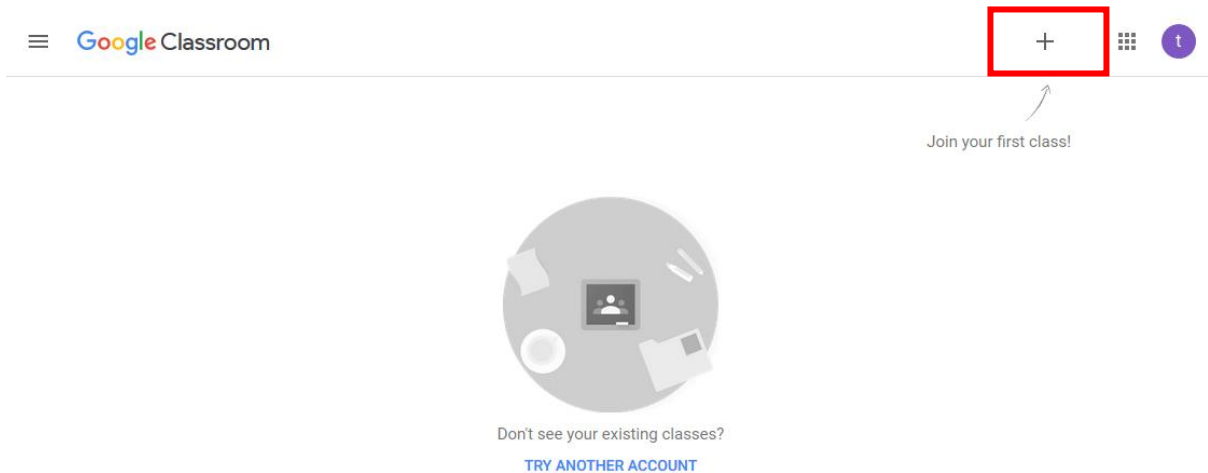 Google Classroom
+
t
Join your first class!
Don't see your existing classes?
TRY ANOTHER ACCOUNT